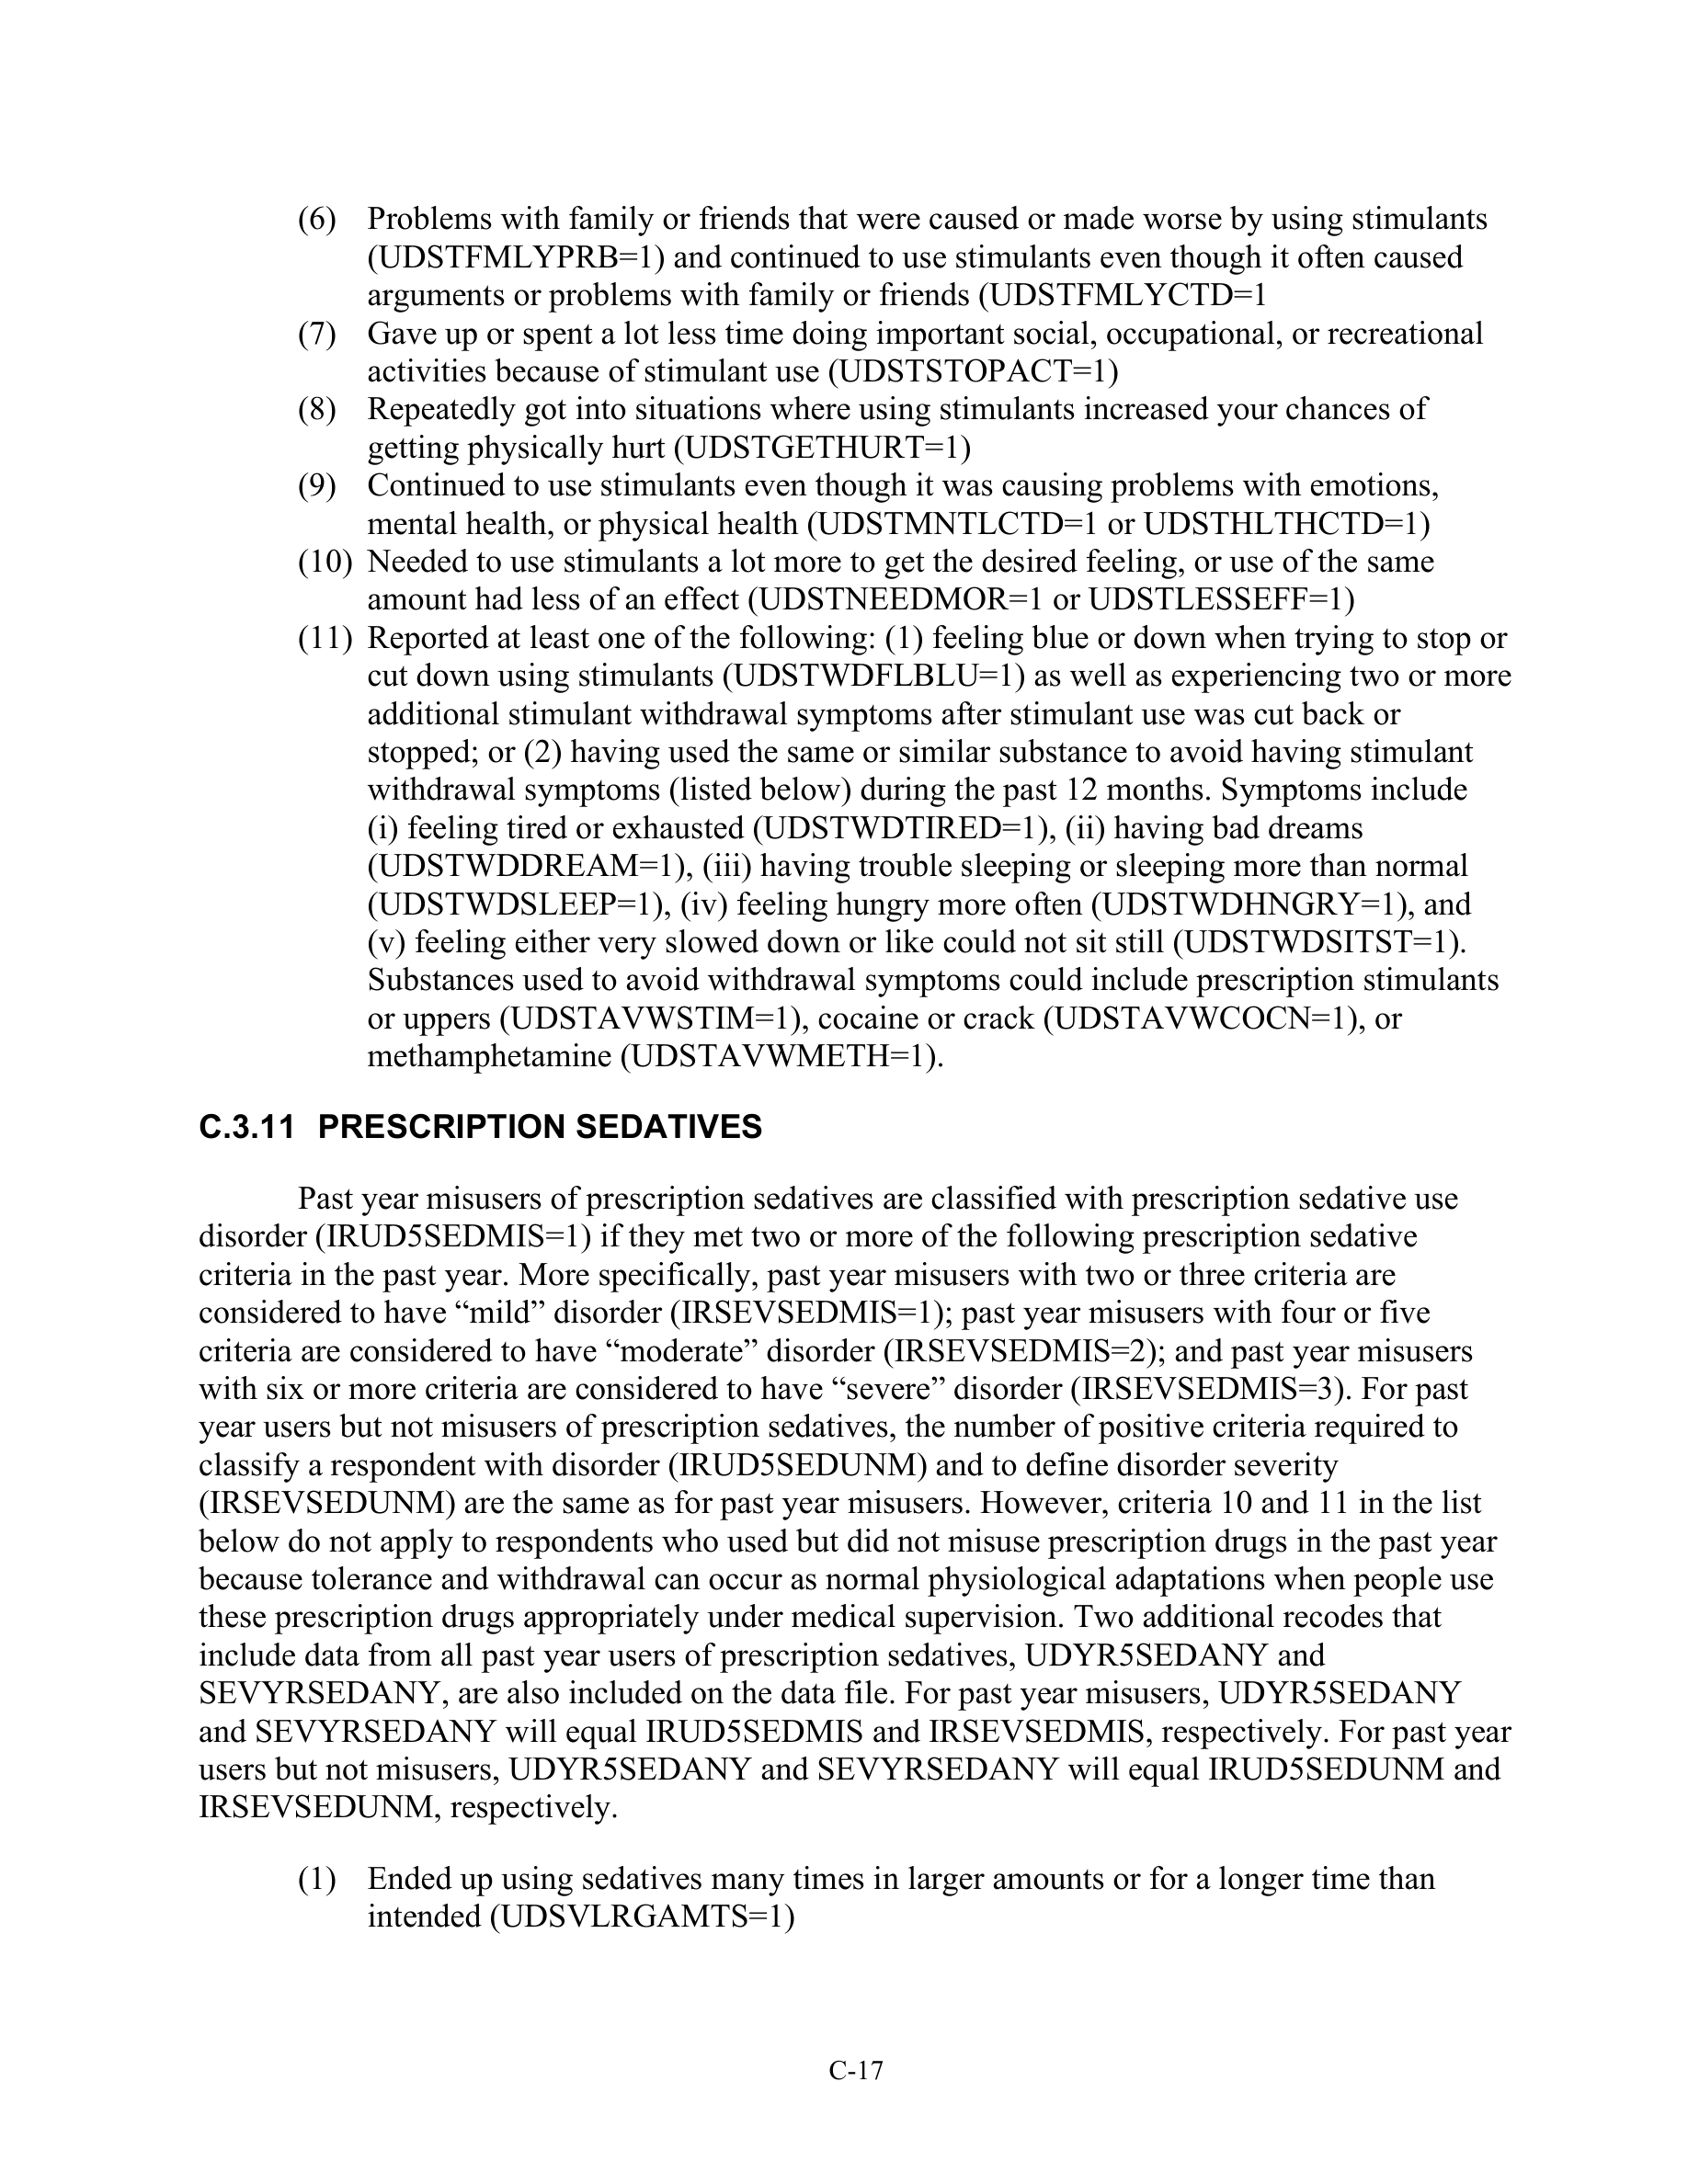 (6) Problems with family or friends that were caused or made worse by using stimulants
(UDSTFMLYPRB=1) and continued to use stimulants even though it often caused
arguments or problems with family or friends (UDSTFMLYCTD=1
(7) Gave up or spent a lot less time doing important social, occupational, or recreational
activities because of stimulant use (UDSTSTOPACT=1)
(8) Repeatedly got into situations where using stimulants increased your chances of
getting physically hurt (UDSTGETHURT=1)
(9) Continued to use stimulants even though it was causing problems with emotions,
mental health, or physical health (UDSTMNTLCTD=1 or UDSTHLTHCTD=1)
(10) Needed to use stimulants a lot more to get the desired feeling, or use of the same
amount had less of an effect (UDSTNEEDMOR=1 or UDSTLESSEFF=1)
(11) Reported at least one of the following: (1) feeling blue or down when trying to stop or
cut down using stimulants (UDSTWDFLBLU=1) as well as experiencing two or more
additional stimulant withdrawal symptoms after stimulant use was cut back or
stopped; or (2) having used the same or similar substance to avoid having stimulant
withdrawal symptoms (listed below) during the past 12 months. Symptoms include
(i) feeling tired or exhausted (UDSTWDTIRED=1), (ii) having bad dreams
(UDSTWDDREAM=1), (iii) having trouble sleeping or sleeping more than normal
(UDSTWDSLEEP=1), (iv) feeling hungry more often (UDSTWDHNGRY=1), and
(v) feeling either very slowed down or like could not sit still (UDSTWDSITST=1).
Substances used to avoid withdrawal symptoms could include prescription stimulants
or uppers (UDSTAVWSTIM=1), cocaine or crack (UDSTAVWCOCN=1), or
methamphetamine (UDSTAVWMETH=1).
C.3.11 PRESCRIPTION SEDATIVES
Past year misusers of prescription sedatives are classified with prescription sedative use
disorder (IRUD5SEDMIS=1) if they met two or more of the following prescription sedative
criteria in the past year. More specifically, past year misusers with two or three criteria are
considered to have “mild” disorder (IRSEVSEDMIS=1); past year misusers with four or five
criteria are considered to have “moderate” disorder (IRSEVSEDMIS=2); and past year misusers
with six or more criteria are considered to have “severe” disorder (IRSEVSEDMIS=3). For past
year users but not misusers of prescription sedatives, the number of positive criteria required to
classify a respondent with disorder (IRUD5SEDUNM) and to define disorder severity
(IRSEVSEDUNM) are the same as for past year misusers. However, criteria 10 and 11 in the list
below do not apply to respondents who used but did not misuse prescription drugs in the past year
because tolerance and withdrawal can occur as normal physiological adaptations when people use
these prescription drugs appropriately under medical supervision. Two additional recodes that
include data from all past year users of prescription sedatives, UDYR5SEDANY and
SEVYRSEDANY, are also included on the data file. For past year misusers, UDYR5SEDANY
and SEVYRSEDANY will equal IRUD5SEDMIS and IRSEVSEDMIS, respectively. For past year
users but not misusers, UDYR5SEDANY and SEVYRSEDANY will equal IRUD5SEDUNM and
IRSEVSEDUNM, respectively.
(1) Ended up using sedatives many times in larger amounts or for a longer time than
intended (UDSVLRGAMTS=1)
C-17